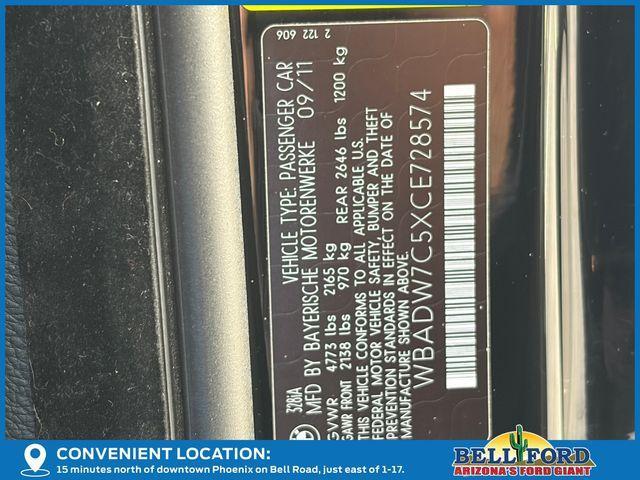 2 122 606
328iA
VEHICLE TYPE: PASSENGER CAR
MFD BY BAYERISCHE MOTORENWERKE 09/11
GVWR 4773 lbs 2165 kg
GAWR FRONT 2138 lbs 970 kg REAR 2646 lbs 1200 kg
THIS VEHICLE CONFORMS TO ALL APPLICABLE U.S.
FEDERAL MOTOR VEHICLE SAFETY, BUMPER AND THEFT
PREVENTION STANDARDS IN EFFECT ON THE DATE OF
MANUFACTURE SHOWN ABOVE.
WBADW7C5XCE728574
CONVENIENT LOCATION:
15 minutes north of downtown Phoenix on Bell Road, just east of 1-17.
BELL FORD
ARIZONA'S FORD GIANT